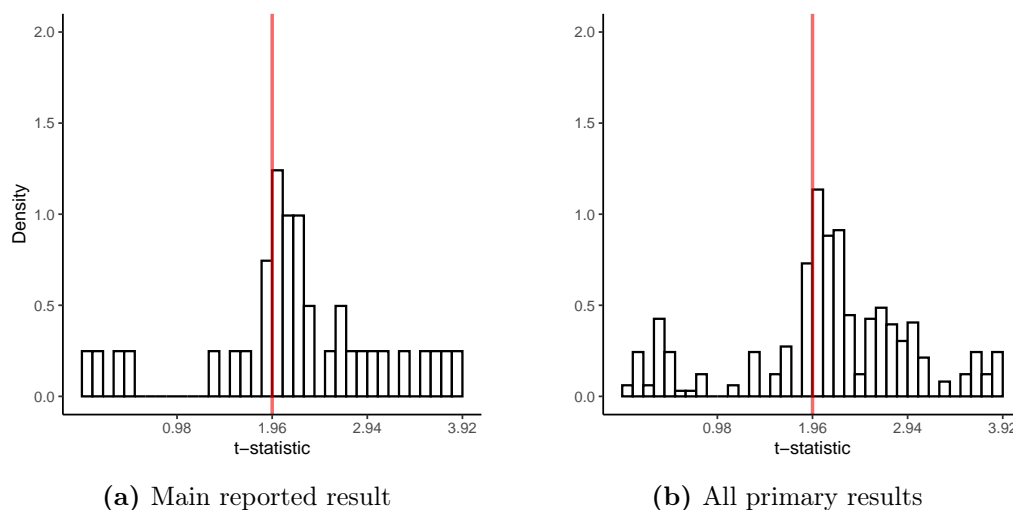 2.0
1.5
1.0
0.5
0.0
Density
0.98 1.96 2.94 3.92
t−statistic
(a) Main reported result
2.0
1.5
1.0
0.5
0.0
0.98 1.96 2.94 3.92
t−statistic
(b) All primary results